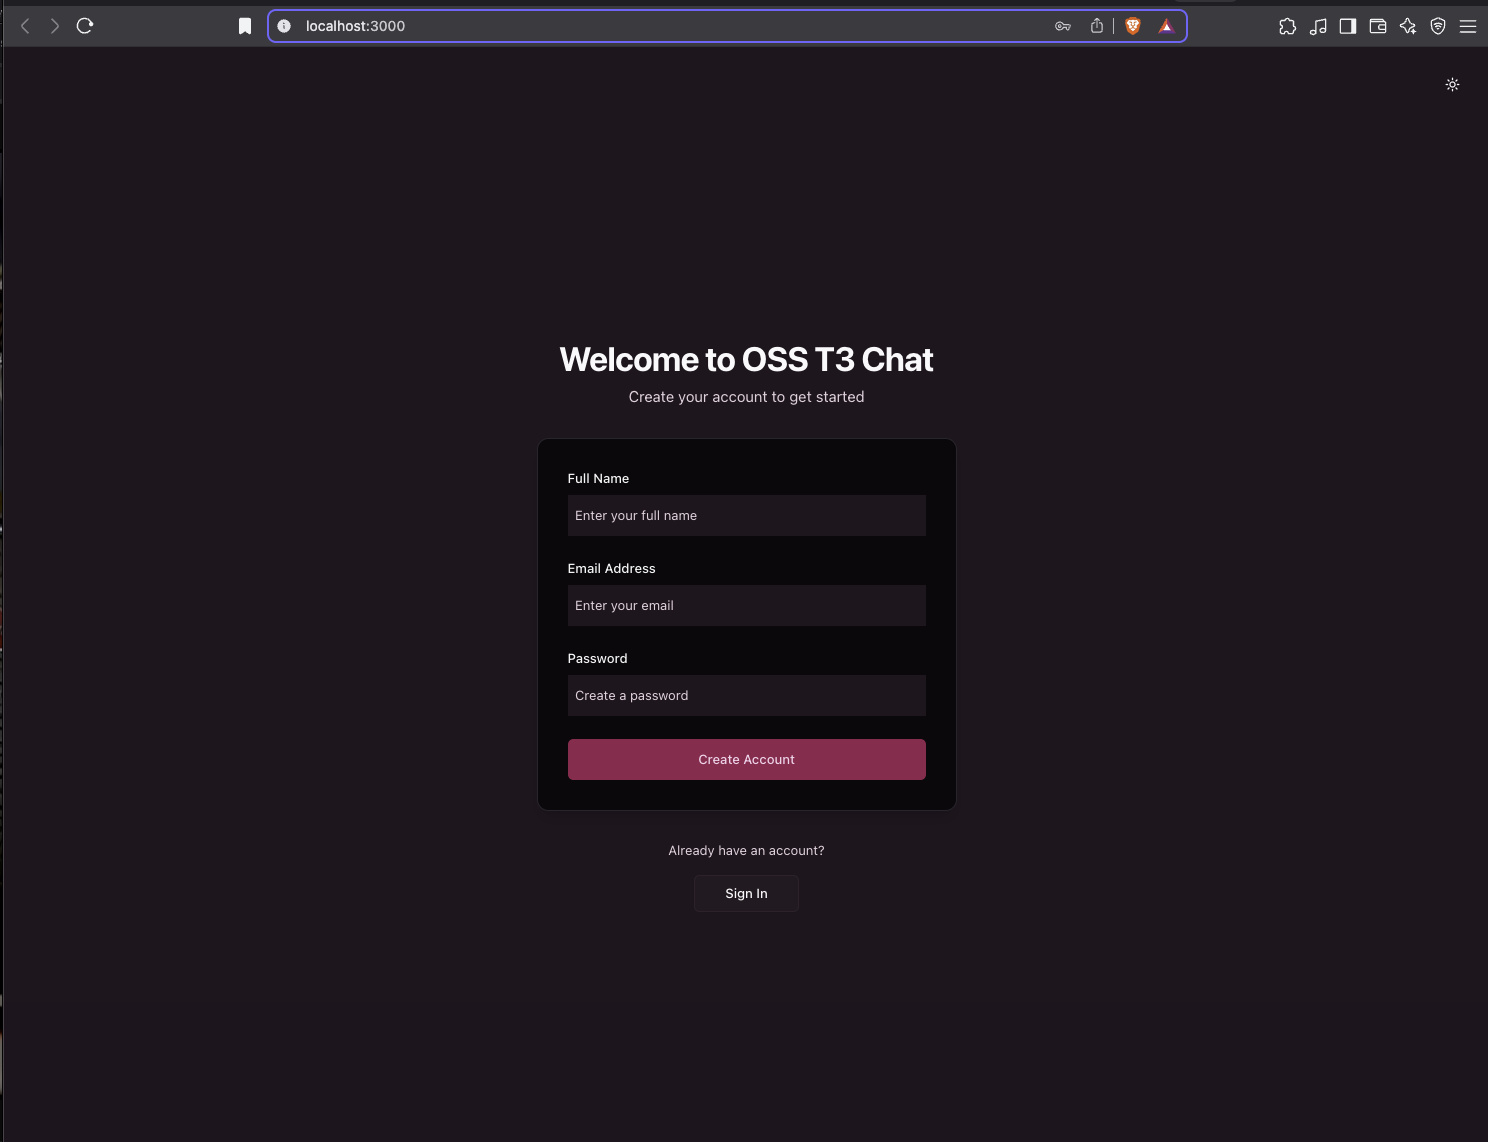 localhost:3000
Welcome to OSS T3 Chat
Create your account to get started
Full Name
Enter your full name
Email Address
Enter your email
Password
Create a password
Create Account
Already have an account?
Sign In